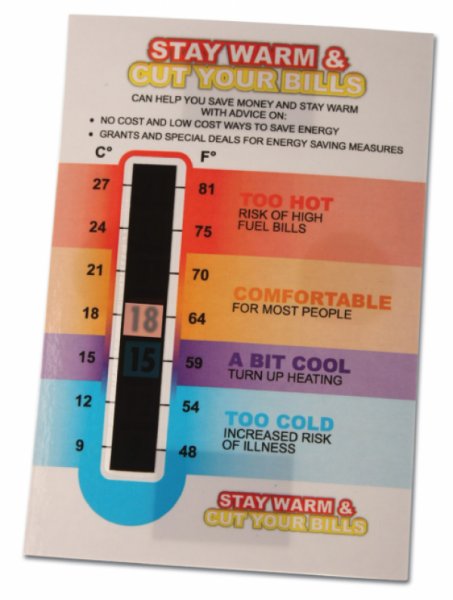 STAY WARM &
CUT YOUR BILLS
CAN HELP YOU SAVE MONEY AND STAY WARM
WITH ADVICE ON:
• NO COST AND LOW COST WAYS TO SAVE ENERGY
• GRANTS AND SPECIAL DEALS FOR ENERGY SAVING MEASURES
C° F°
27 81
TOO HOT
RISK OF HIGH
FUEL BILLS
24 75
21 70
COMFORTABLE
FOR MOST PEOPLE
18 18 64
15 15 59
A BIT COOL
TURN UP HEATING
12 54
TOO COLD
INCREASED RISK
OF ILLNESS
9 48
STAY WARM &
CUT YOUR BILLS